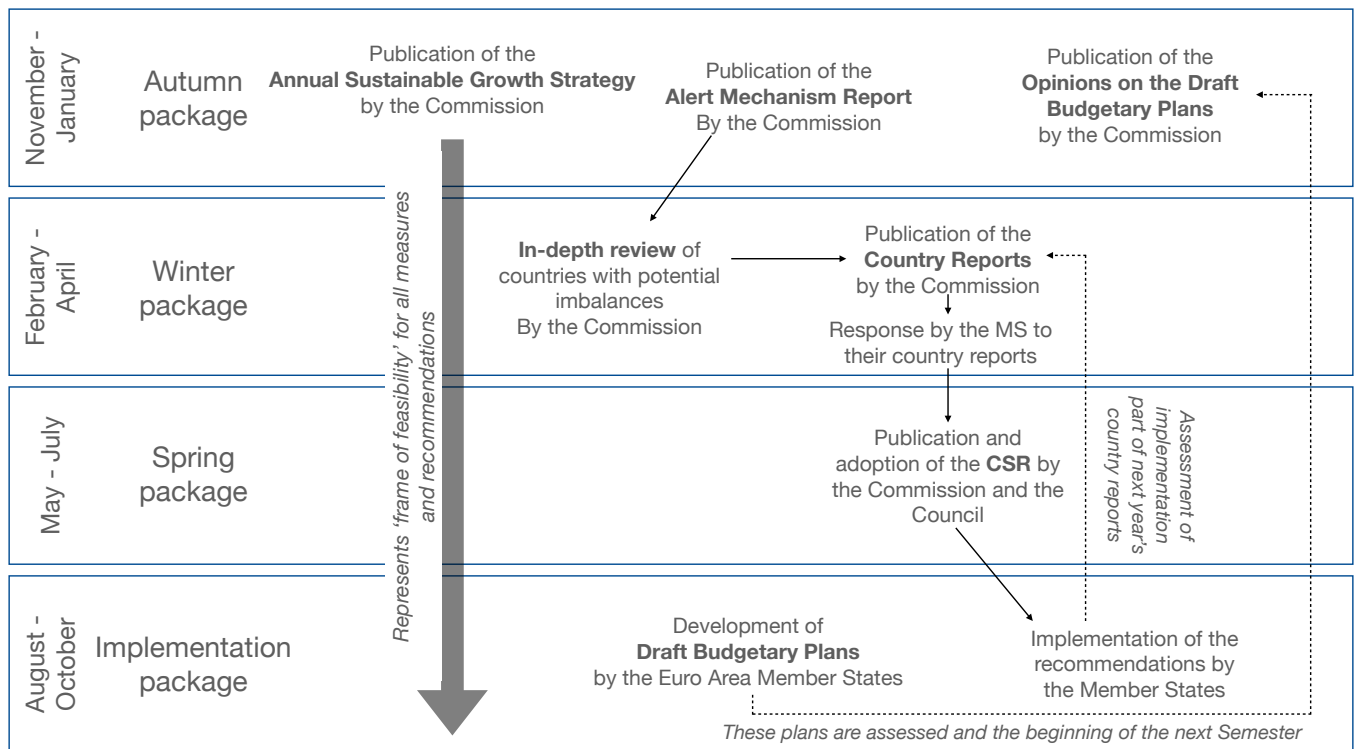 November -
January
Autumn
package
Publication of the
Annual Sustainable Growth Strategy
by the Commission
Publication of the
Alert Mechanism Report
By the Commission
Publication of the
Opinions on the Draft
Budgetary Plans
by the Commission
Represents ‘frame of feasibility’ for all measures
and recommendations
February -
April
Winter
package
In-depth review of
countries with potential
imbalances
By the Commission
Publication of the
Country Reports
by the Commission
Response by the MS to
their country reports
May - July
Spring
package
Publication and
adoption of the CSR by
the Commission and the
Council
Assessment of
implementation
part of next year’s
country reports
August -
October
Implementation
package
Development of
Draft Budgetary Plans
by the Euro Area Member States
Implementation of the
recommendations by
the Member States
These plans are assessed and the beginning of the next Semester